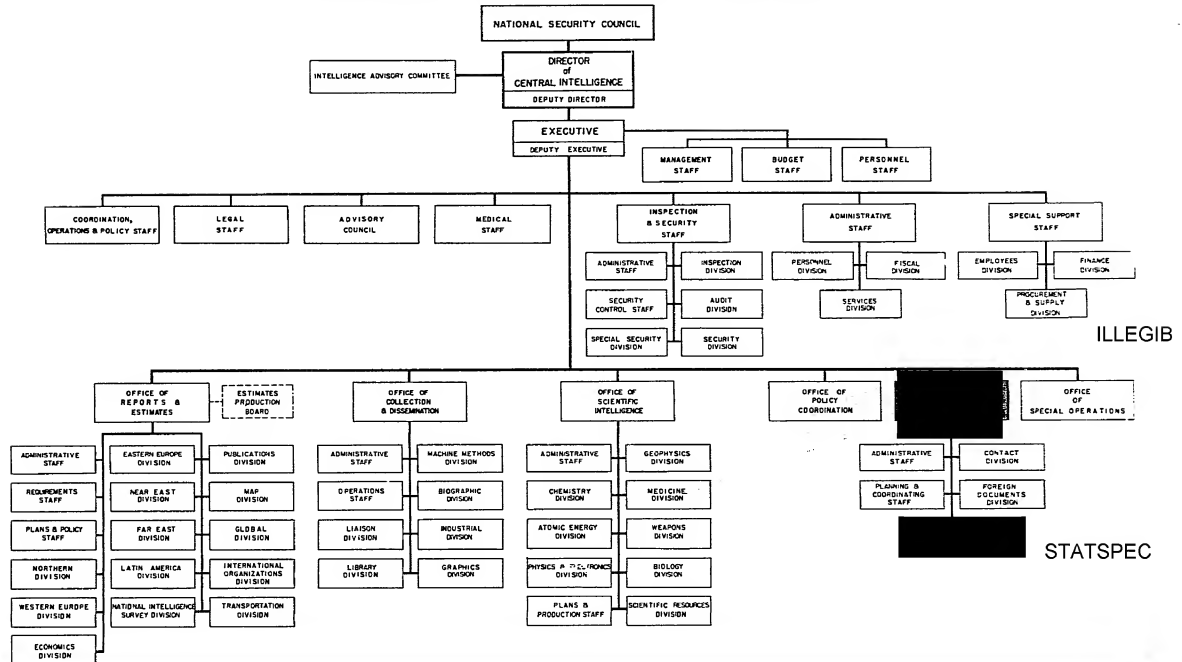 NATIONAL SECURITY COUNCIL
DIRECTOR
of
CENTRAL INTELLIGENCE
DEPUTY DIRECTOR
INTELLIGENCE ADVISORY COMMITTEE
EXECUTIVE
DEPUTY EXECUTIVE
MANAGEMENT
STAFF
BUDGET
STAFF
PERSONNEL
STAFF
COORDINATION,
OPERATIONS & POLICY STAFF
LEGAL
STAFF
ADVISORY
COUNCIL
MEDICAL
STAFF
INSPECTION
& SECURITY
STAFF
ADMINISTRATIVE
STAFF
SPECIAL SUPPORT
STAFF
ADMINISTRATIVE
STAFF
INSPECTION
DIVISION
SECURITY
CONTROL STAFF
AUDIT
DIVISION
SPECIAL SECURITY
DIVISION
SECURITY
DIVISION
PERSONNEL
DIVISION
FISCAL
DIVISION
SERVICES
DIVISION
EMPLOYEES
DIVISION
FINANCE
DIVISION
PROCUREMENT
& SUPPLY
DIVISION
ILLEGIB
OFFICE OF
REPORTS &
ESTIMATES
ESTIMATES
PRODUCTION
BOARD
OFFICE OF
COLLECTION
& DISSEMINATION
OFFICE OF
SCIENTIFIC
INTELLIGENCE
OFFICE OF
POLICY
COORDINATION
OFFICE
OF
SPECIAL OPERATIONS
ADMINISTRATIVE
STAFF
EASTERN EUROPE
DIVISION
PUBLICATIONS
DIVISION
REQUIREMENTS
STAFF
NEAR EAST
DIVISION
MAP
DIVISION
PLANS & POLICY
STAFF
FAR EAST
DIVISION
GLOBAL
DIVISION
NORTHERN
DIVISION
LATIN AMERICA
DIVISION
INTERNATIONAL
ORGANIZATIONS
DIVISION
WESTERN EUROPE
DIVISION
NATIONAL INTELLIGENCE
SURVEY DIVISION
TRANSPORTATION
DIVISION
ECONOMICS
DIVISION
ADMINISTRATIVE
STAFF
MACHINE METHODS
DIVISION
OPERATIONS
STAFF
BIOGRAPHIC
DIVISION
LIAISON
DIVISION
INDUSTRIAL
DIVISION
LIBRARY
DIVISION
GRAPHICS
DIVISION
ADMINISTRATIVE
STAFF
GEOPHYSICS
DIVISION
CHEMISTRY
DIVISION
MEDICINE
DIVISION
ATOMIC ENERGY
DIVISION
WEAPONS
DIVISION
PHYSICS &
DIVISION
BIOLOGY
DIVISION
PLANS &
PRODUCTION STAFF
SCIENTIFIC RESOURCES
DIVISION
ADMINISTRATIVE
STAFF
CONTACT
DIVISION
PLANNING &
COORDINATING
STAFF
FOREIGN
DOCUMENTS
DIVISION
STATSPEC